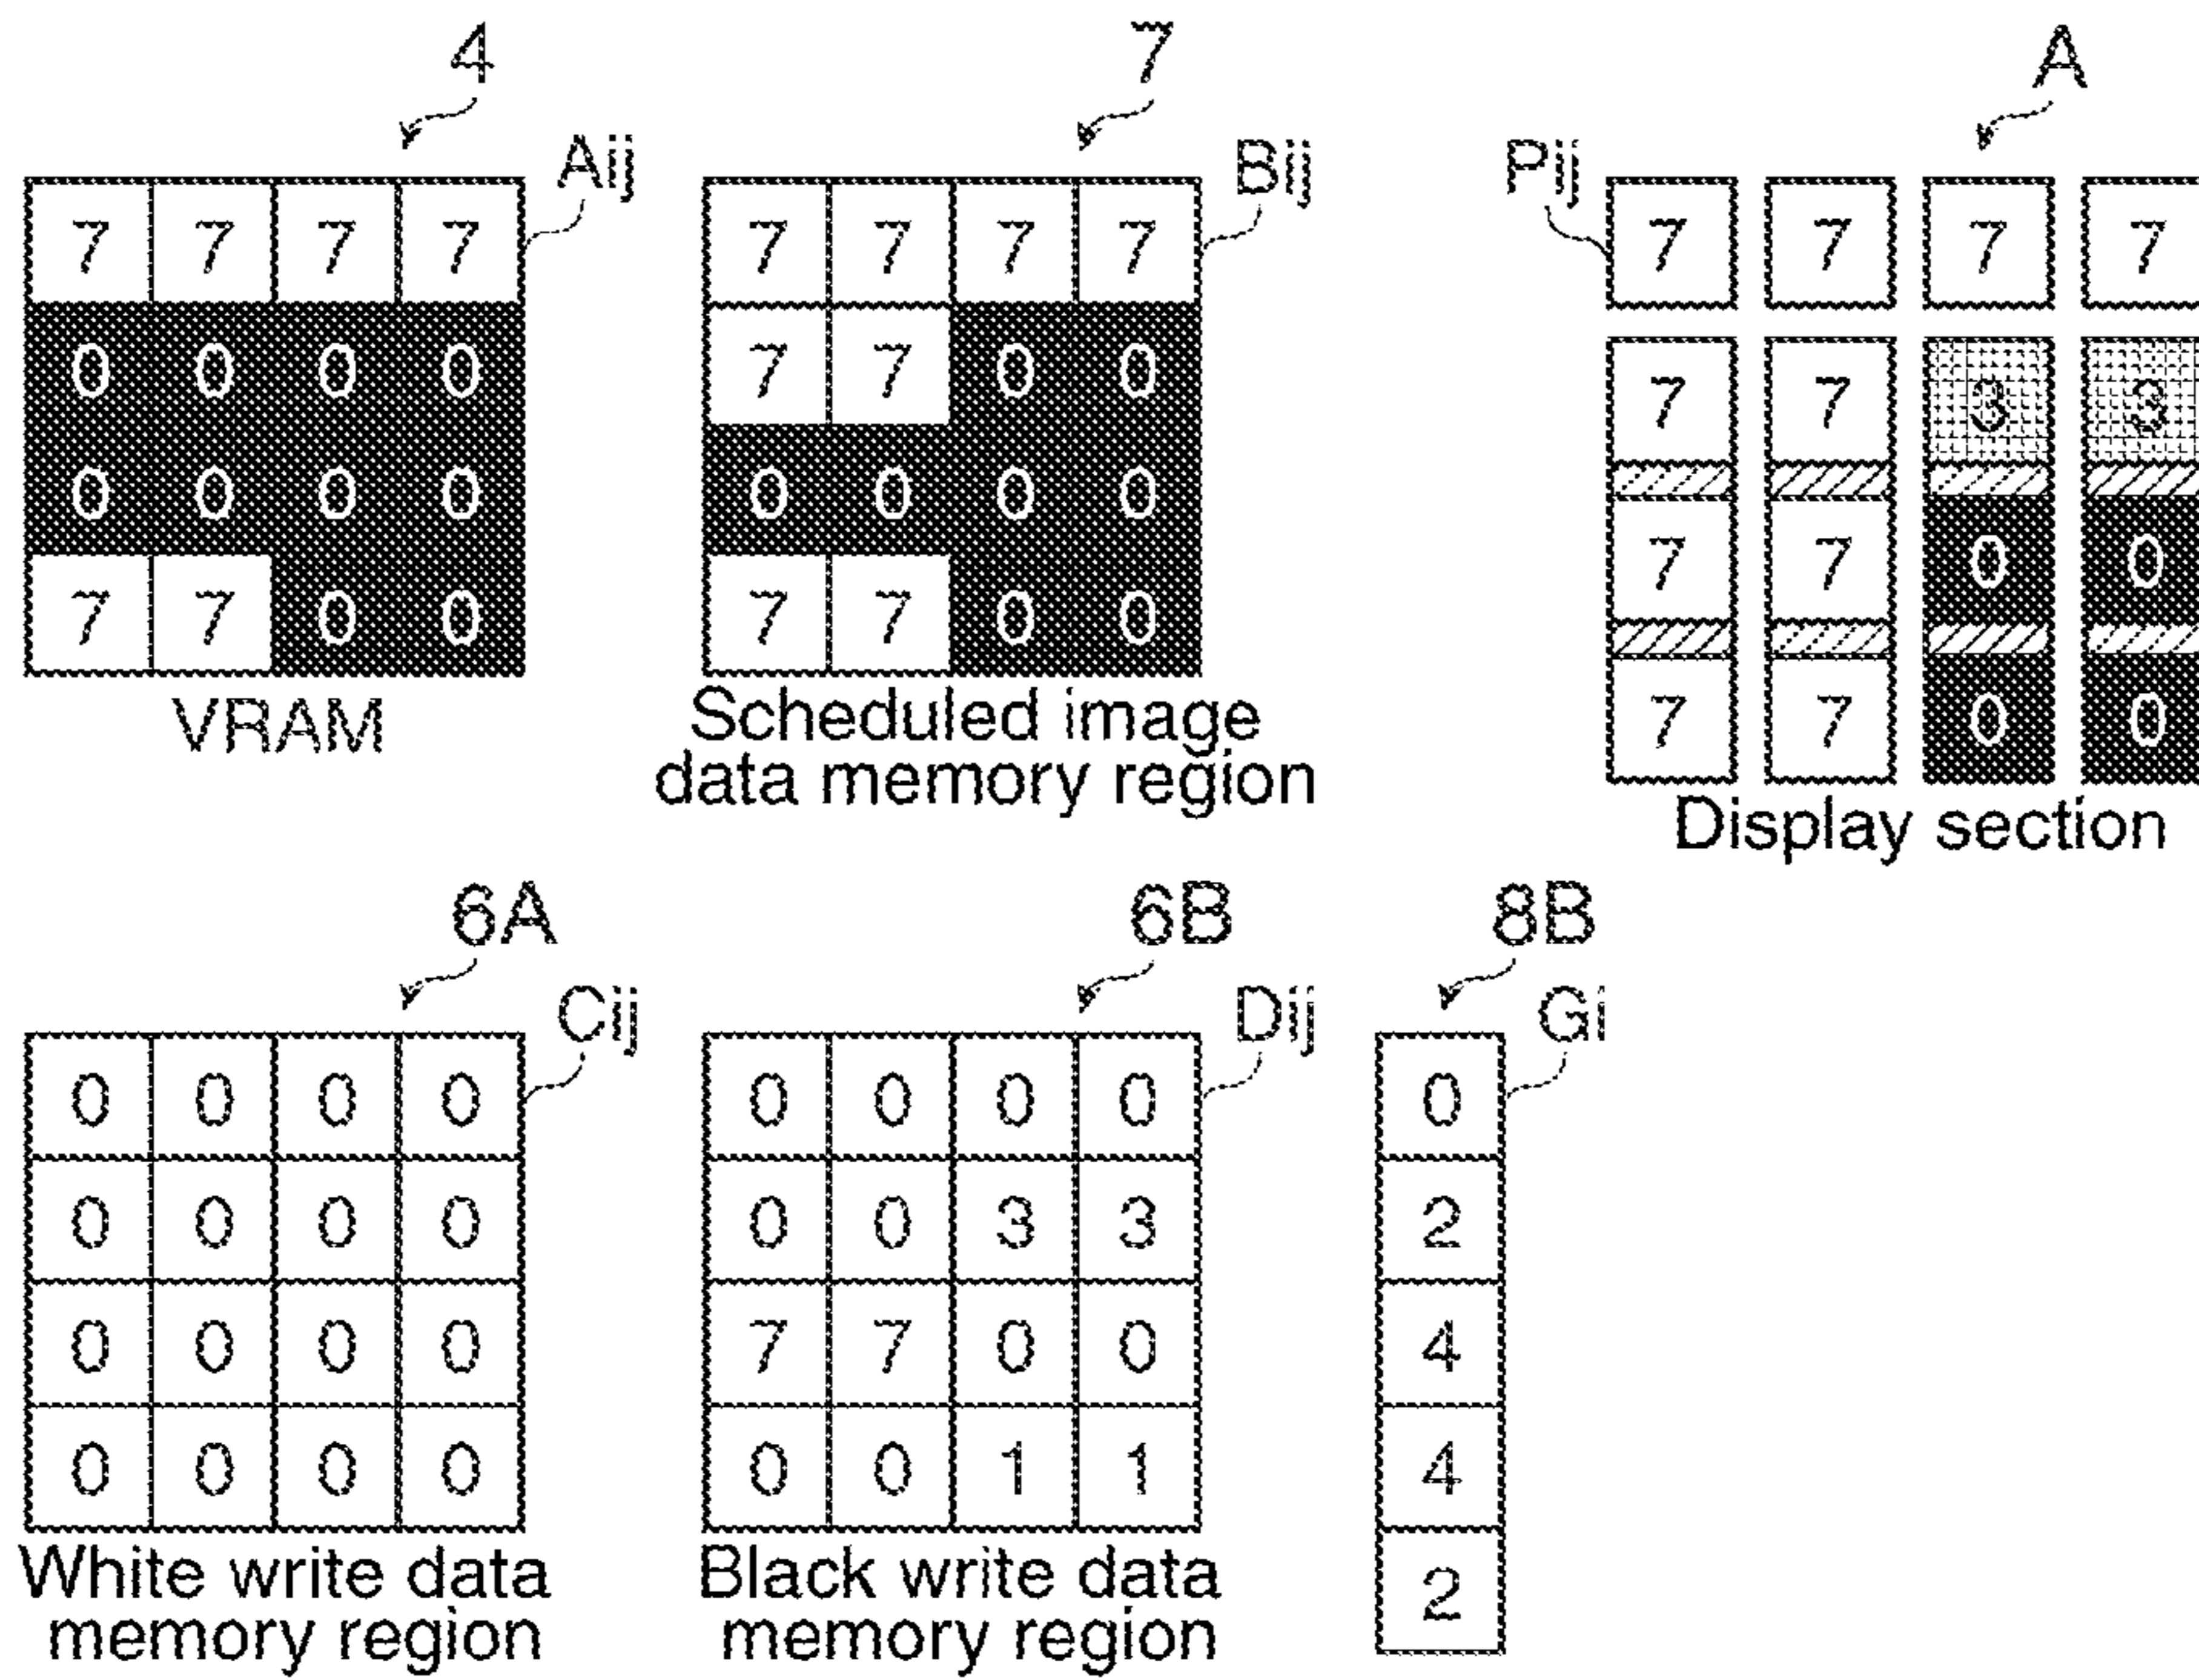 4
Aij
7 7 7 7
0 0 0 0
0 0 0 0
7 7 0 0
VRAM
7
Bij
7 7 7 7
7 7 0 0
0 0 0 0
7 7 0 0
Scheduled image
data memory region
A
Pij
7 7 7 7
7 7 3 3
7 7 0 0
7 7 0 0
Display section
6A
Cij
0 0 0 0
0 0 0 0
0 0 0 0
0 0 0 0
White write data
memory region
6B
Dij
0 0 0 0
0 0 3 3
7 7 0 0
0 0 1 1
Black write data
memory region
8B
Gi
0
2
4
4
2